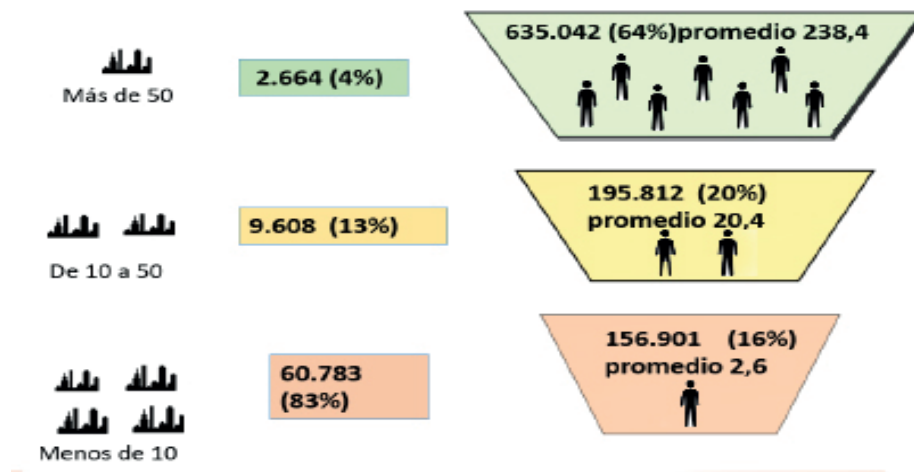 635.042 (64%)promedio 238,4
2.664 (4%)
Más de 50
195.812 (20%)
promedio 20,4
9.608 (13%)
De 10 a 50
156.901 (16%)
promedio 2,6
60.783
(83%)
Menos de 10